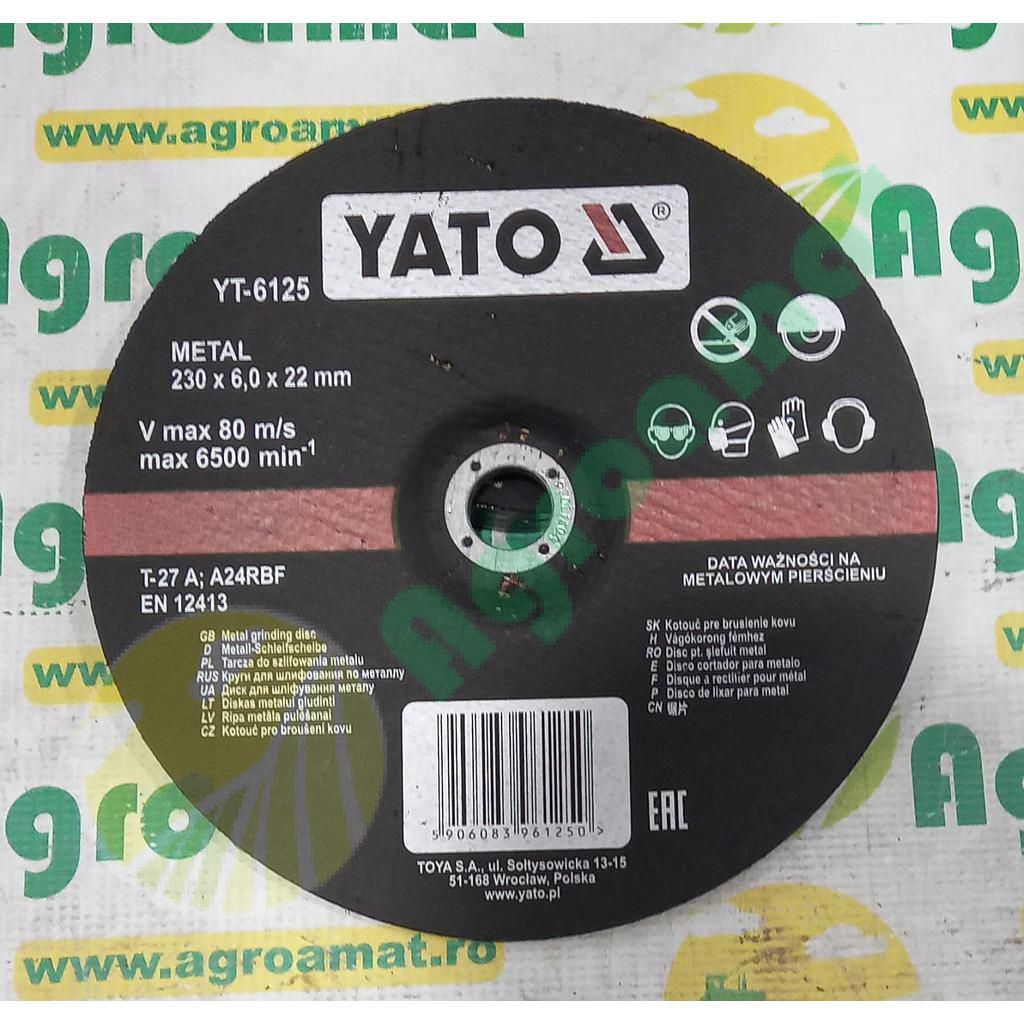 Agroamat
www.agroamat
ww
YATO ®
YT-6125
METAL
230 x 6,0 x 22 mm
V max 80 m/s
max 6500 min-1
T-27 A; A24RBF
EN 12413
DATA WAŻNOŚCI NA
METALOWYM PIERŚCIENIU
GB Metal grinding disc
D Metall-Schleifscheibe
PL Tarcza do szlifowania metalu
RUS Круги для шлифования по металлу
UA Диск для шліфування металу
LT Diskas metalui gludinti
LV Ripa metāla pulēšanai
CZ Kotouč pro broušení kovu
SK Kotouč pre brusienie kovu
H Vágókorong fémhez
RO Disc pt. şlefuit metal
E Disco cortador para metalo
F Disque a rectifier pour métal
P Disco de lixar para metal
CN
5 906083 961250 >
EAC
TOYA S.A., ul. Sołtysowicka 13-15
51-168 Wrocław, Polska
www.yato.pl
Agroamat
www.agroamat.ro